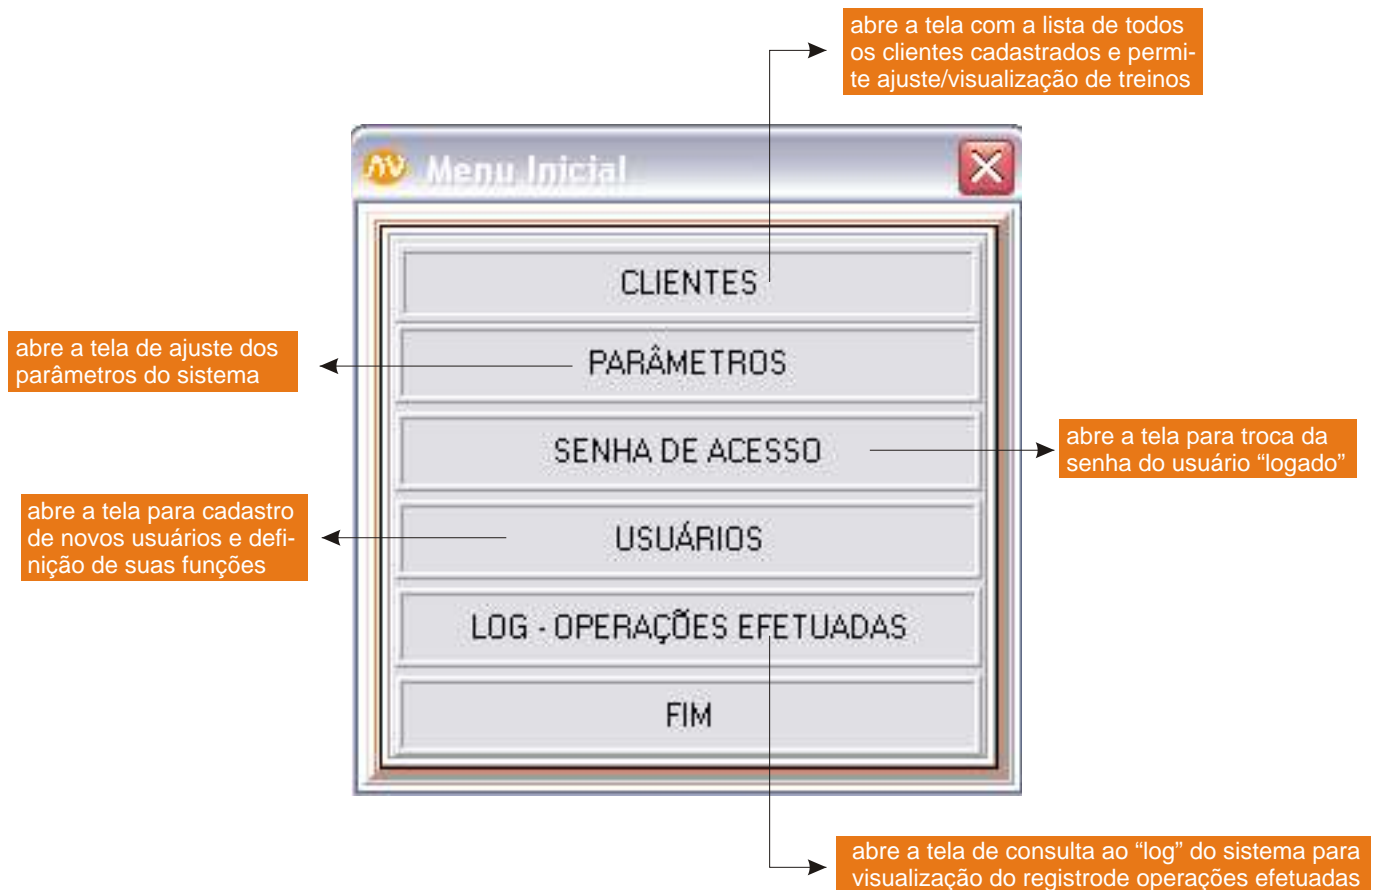 abre a tela com a lista de todos
os clientes cadastrados e permi-
te ajuste/visualização de treinos
Menu Inicial
CLIENTES
abre a tela de ajuste dos
parâmetros do sistema
PARÂMETROS
SENHA DE ACESSO
abre a tela para troca da
senha do usuário “logado”
abre a tela para cadastro
de novos usuários e defi-
nição de suas funções
USUÁRIOS
LOG - OPERAÇÕES EFETUADAS
FIM
abre a tela de consulta ao “log” do sistema para
visualização do registrode operações efetuadas